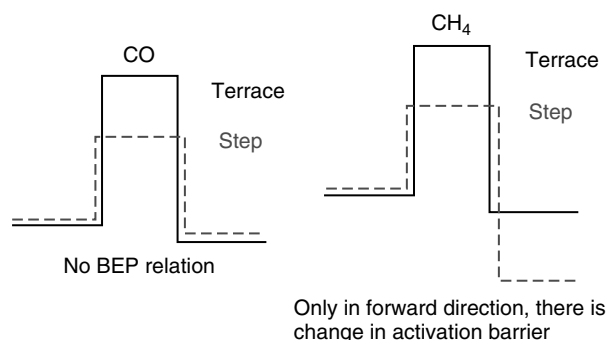 CO
Terrace
Step
No BEP relation
CH₄
Terrace
Step
Only in forward direction, there is
change in activation barrier